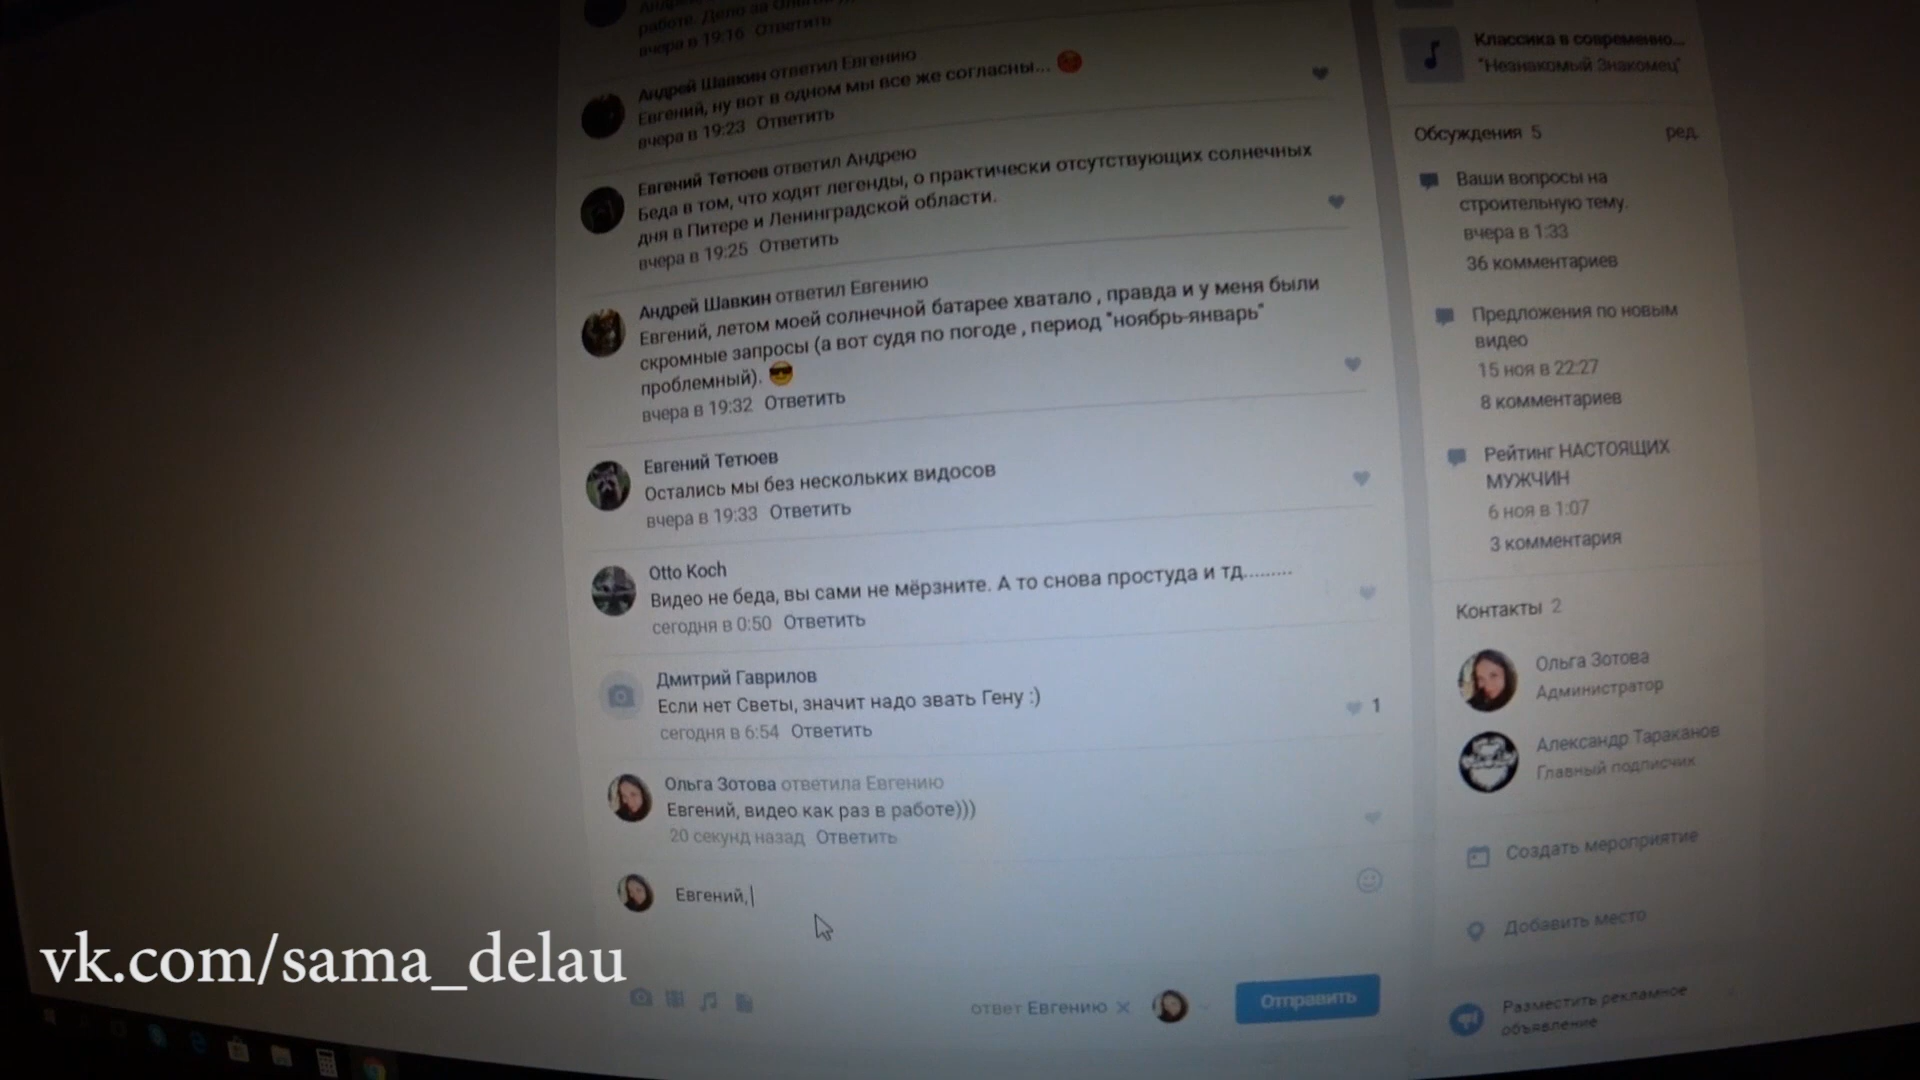 работе. Дело за
вчера в 19:16 Ответить
Андрей Шавкин ответил Евгению
Евгений, ну вот в одном мы все же согласны...
вчера в 19:23 Ответить
Евгений Тетюев ответил Андрею
Беда в том, что ходят легенды, о практически отсутствующих солнечных
дня в Питере и Ленинградской области.
вчера в 19:25 Ответить
Андрей Шавкин ответил Евгению
Евгений, летом моей солнечной батарее хватало , правда и у меня были
скромные запросы (а вот судя по погоде , период "ноябрь-январь"
проблемный). 😎
вчера в 19:32 Ответить
Евгений Тетюев
Остались мы без нескольких видосов
вчера в 19:33 Ответить
Otto Koch
Видео не беда, вы сами не мёрзните. А то снова простуда и тд.........
сегодня в 0:50 Ответить
Дмитрий Гаврилов
Если нет Светы, значит надо звать Гену :)
сегодня в 6:54 Ответить
1
Ольга Зотова ответила Евгению
Евгений, видео как раз в работе)))
20 секунд назад Ответить
Евгений,
ответ Евгению
Отправить
Классика в современно...
"Незнакомый Знакомец"
Обсуждения 5 ред.
Ваши вопросы на
строительную тему.
вчера в 1:33
36 комментариев
Предложения по новым
видео
15 ноя в 22:27
8 комментариев
Рейтинг НАСТОЯЩИХ
МУЖЧИН
6 ноя в 1:07
3 комментария
Контакты 2
Ольга Зотова
Администратор
Александр Тараканов
Главный подписчик
Создать мероприятие
Добавить место
Разместить рекламное
объявление
vk.com/sama_delau